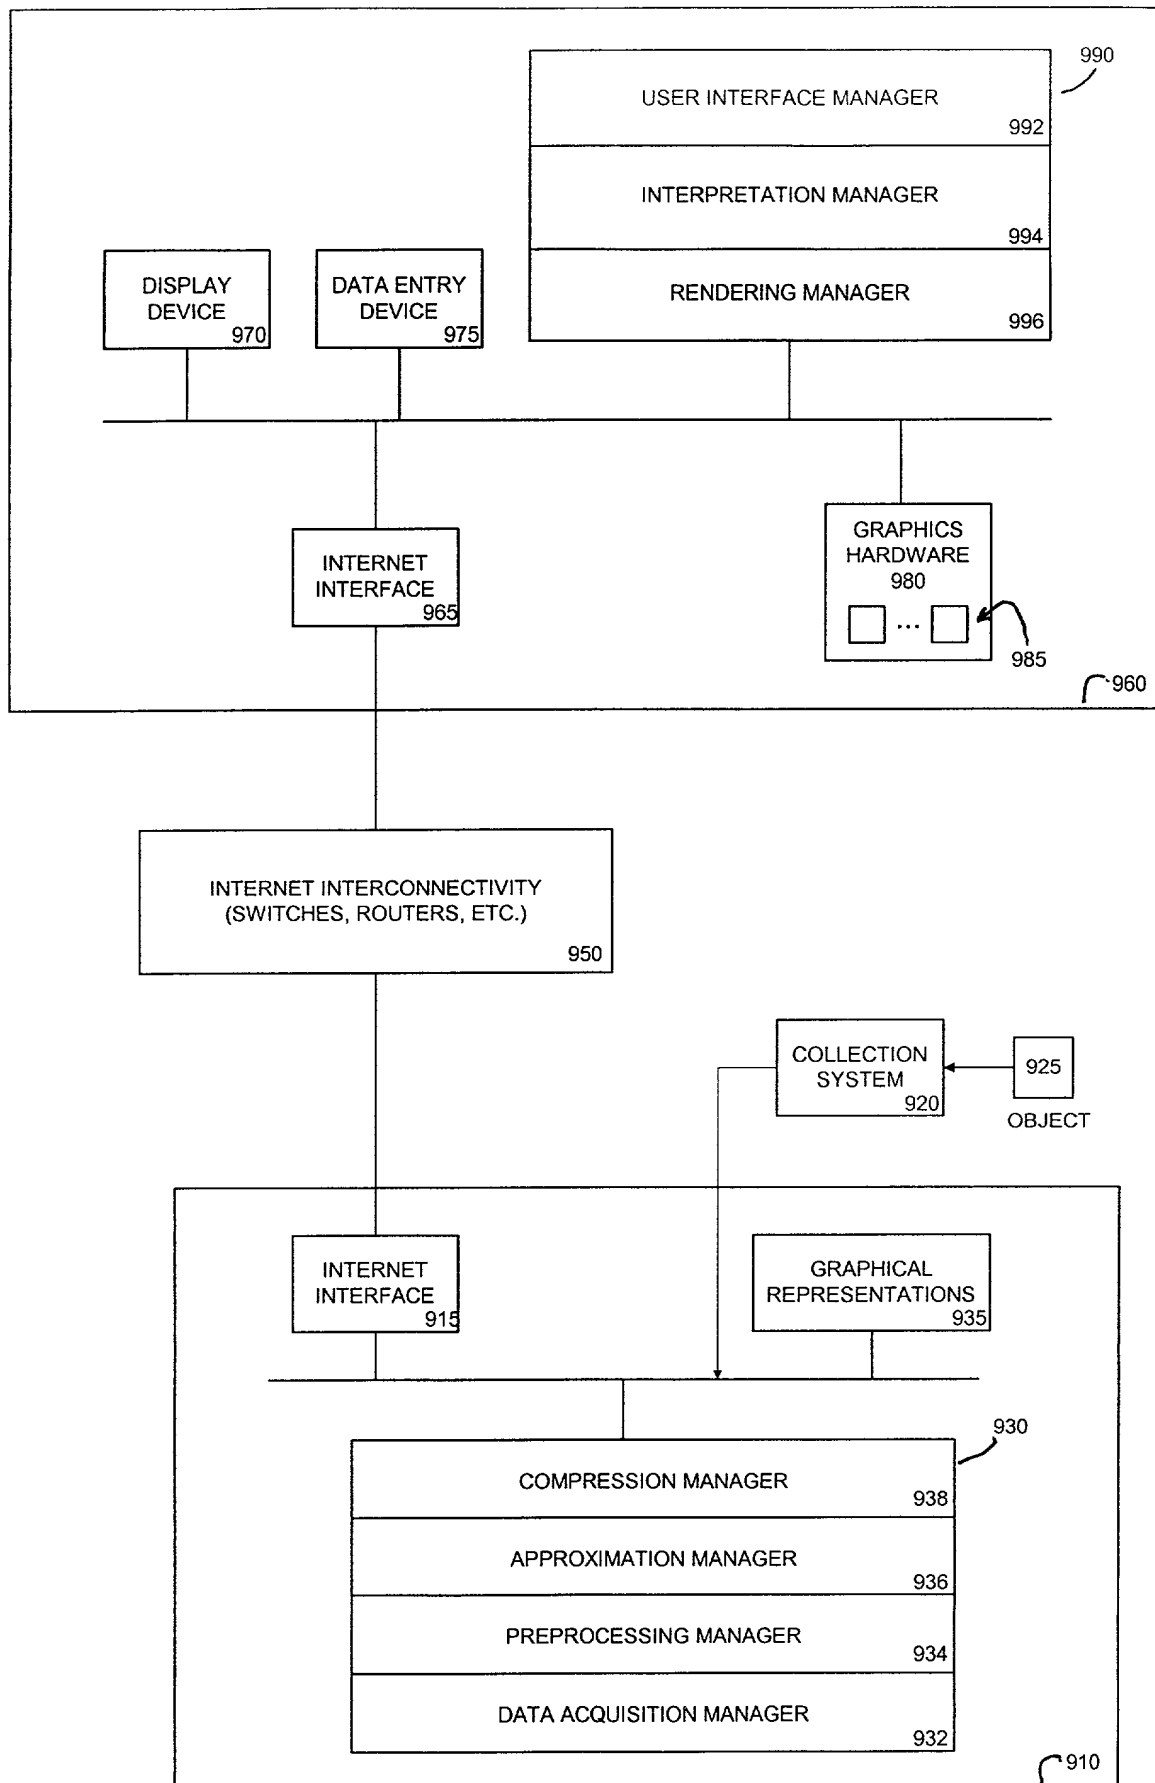 990
USER INTERFACE MANAGER
992
INTERPRETATION MANAGER
994
RENDERING MANAGER
996
DISPLAY
DEVICE
970
DATA ENTRY
DEVICE
975
INTERNET
INTERFACE
965
GRAPHICS
HARDWARE
980
...
985
960
INTERNET INTERCONNECTIVITY
(SWITCHES, ROUTERS, ETC.)
950
COLLECTION
SYSTEM
920
925
OBJECT
INTERNET
INTERFACE
915
GRAPHICAL
REPRESENTATIONS
935
930
COMPRESSION MANAGER
938
APPROXIMATION MANAGER
936
PREPROCESSING MANAGER
934
DATA ACQUISITION MANAGER
932
910